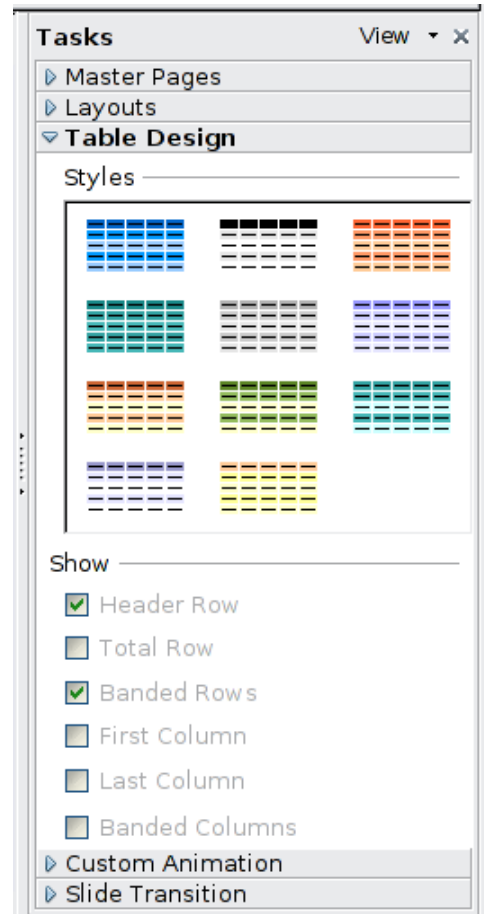 Tasks View
Master Pages
Layouts
Table Design
Styles
Show
Header Row
Total Row
Banded Rows
First Column
Last Column
Banded Columns
Custom Animation
Slide Transition